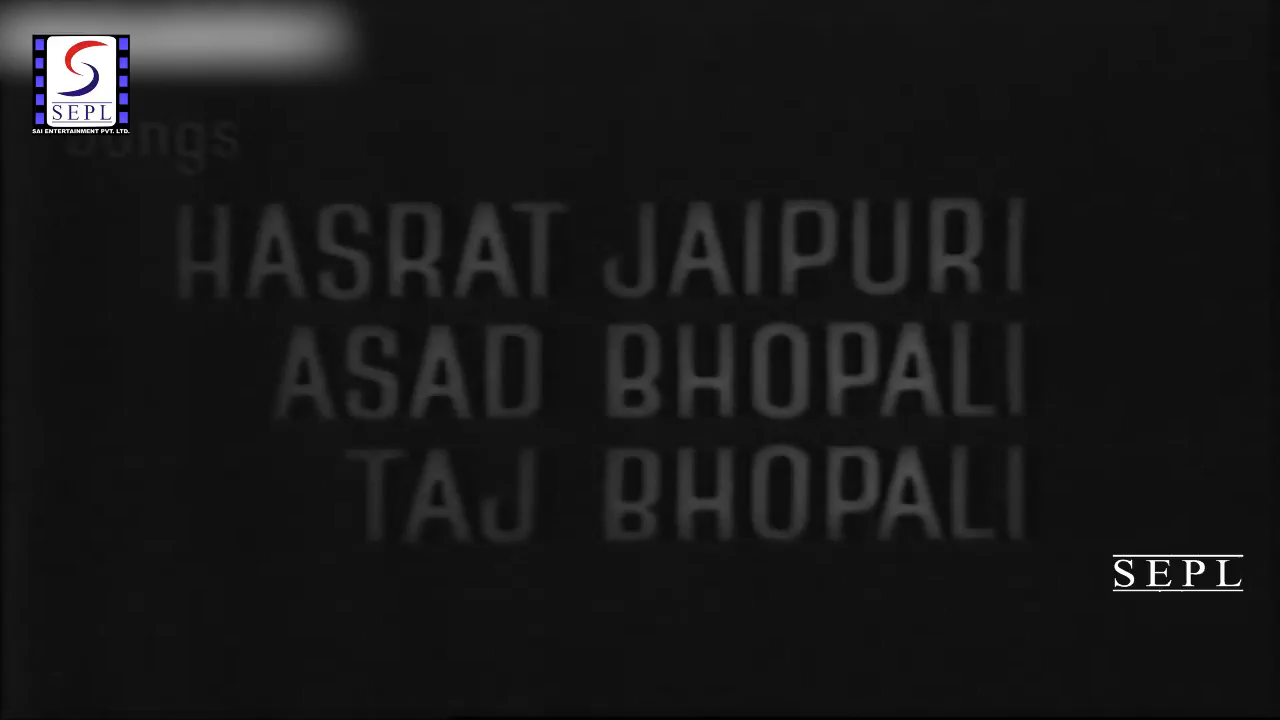 SEPL
SAI ENTERTAINMENT PVT. LTD.
Songs
HASRAT JAIPURI
ASAD BHOPALI
TAJ BHOPALI
SEPL